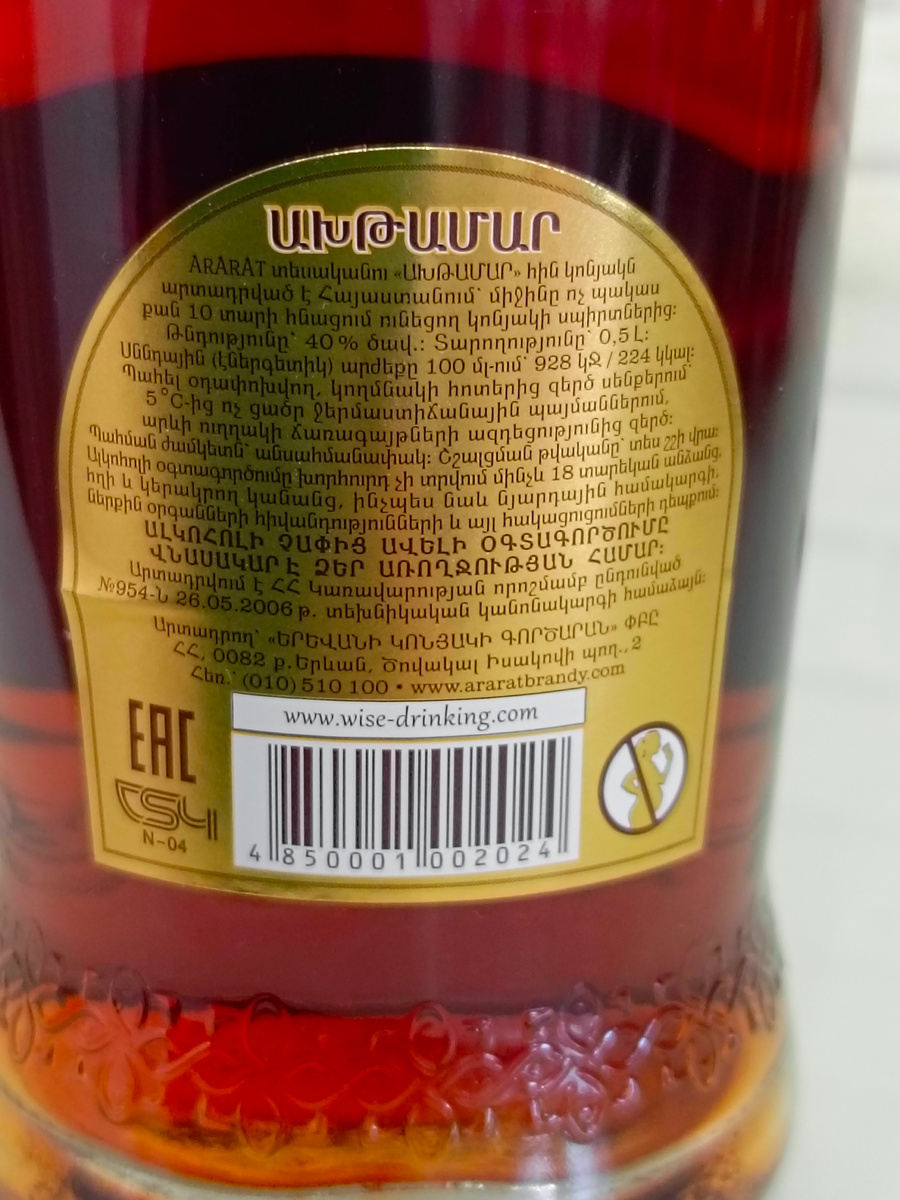 ԱԽԹԱՄԱՐ
ARARAT տեսականու «ԱԽԹԱՄԱՐ» հին կոնյակն
արտադրված է Հայաստանում՝ միջինը ոչ պակաս
քան 10 տարի հնացում ունեցող կոնյակի սպիրտներից:
Թնդությունը՝ 40 % ծավ.: Տարողությունը՝ 0,5 Լ:
Սննդային (էներգետիկ) արժեքը 100 մլ-ում՝ 928 կՋ / 224 կկալ:
Պահել օդափոխվող, կողմնակի հոտերից զերծ սենքերում՝
5°C-ից ոչ ցածր ջերմաստիճանային պայմաններում,
արևի ուղղակի ճառագայթների ազդեցությունից զերծ:
Պահման ժամկետն՝ անսահմանափակ: Շշալցման թվականը՝ տես շշի վրա:
Ալկոհոլի օգտագործումը խորհուրդ չի տրվում մինչև 18 տարեկան անձանց,
հղի և կերակրող կանանց, ինչպես նաև նյարդային համակարգի,
ներքին օրգանների հիվանդությունների և այլ հակացուցումների դեպքում:
ԱԼԿՈՀՈԼԻ ՉԱՓԻՑ ԱՎԵԼԻ ՕԳՏԱԳՈՐԾՈՒՄԸ
ՎՆԱՍԱԿԱՐ Է ՁԵՐ ԱՌՈՂՋՈՒԹՅԱՆ ՀԱՄԱՐ:
Արտադրվում է ՀՀ Կառավարության որոշմամբ ընդունված
№954-Ն 26.05.2006 թ. տեխնիկական կանոնակարգի համաձայն:
Արտադրող՝ «ԵՐԵՎԱՆԻ ԿՈՆՅԱԿԻ ԳՈՐԾԱՐԱՆ» ՓԲԸ
ՀՀ, 0082 ք.Երևան, Ծովակալ Իսակովի պող., 2
Հեռ.՝ (010) 510 100 • www.araratbrandy.com
www.wise-drinking.com
EAC
N-04
4 850001 002024